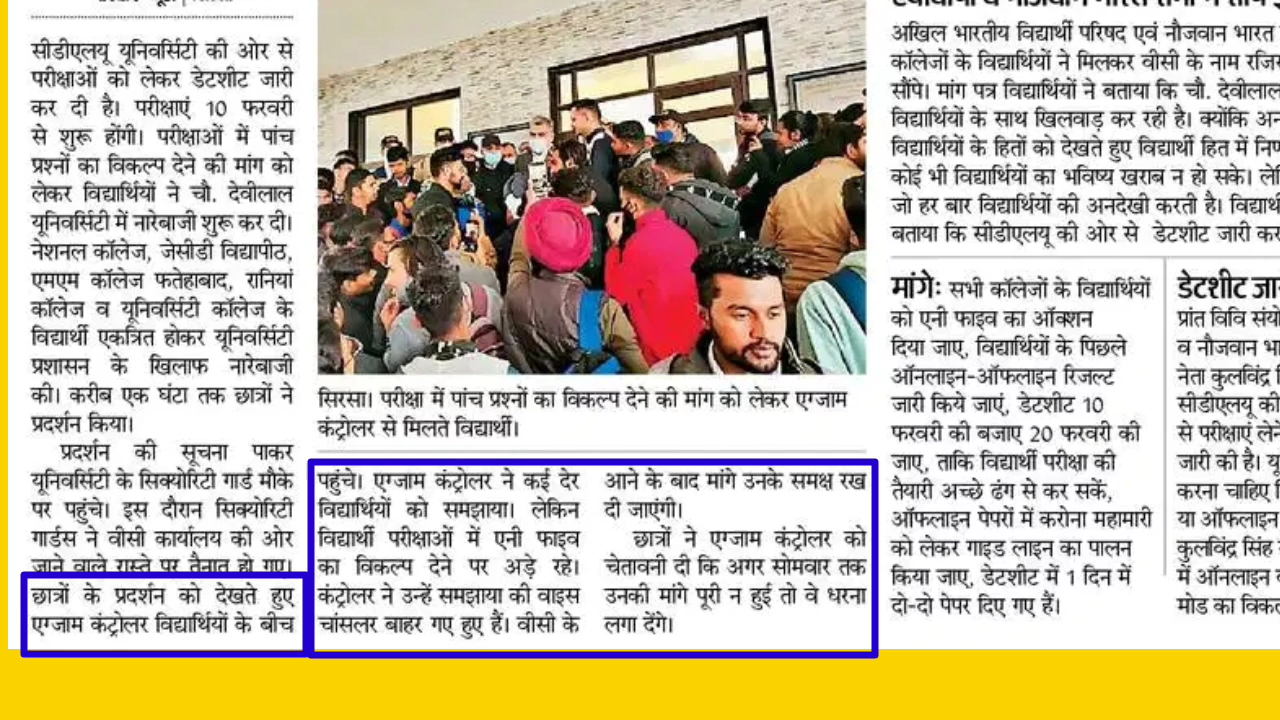 सीडीएलयू यूनिवर्सिटी की ओर से
परीक्षाओं को लेकर डेटशीट जारी
कर दी है। परीक्षाएं 10 फरवरी
से शुरू होंगी। परीक्षाओं में पांच
प्रश्नों का विकल्प देने की मांग को
लेकर विद्यार्थियों ने चौ. देवीलाल
यूनिवर्सिटी में नारेबाजी शुरू कर दी।
नेशनल कॉलेज, जेसीडी विद्यापीठ,
एमएम कॉलेज फतेहाबाद, रानियां
कॉलेज व यूनिवर्सिटी कॉलेज के
विद्यार्थी एकत्रित होकर यूनिवर्सिटी
प्रशासन के खिलाफ नारेबाजी
की। करीब एक घंटा तक छात्रों ने
प्रदर्शन किया।
प्रदर्शन की सूचना पाकर
यूनिवर्सिटी के सिक्योरिटी गार्ड मौके
पर पहुंचे। इस दौरान सिक्योरिटी
गार्डस ने वीसी कार्यालय की ओर
जाने वाले रास्ते पर तैनात हो गए।
छात्रों के प्रदर्शन को देखते हुए
एग्जाम कंट्रोलर विद्यार्थियों के बीच
सिरसा। परीक्षा में पांच प्रश्नों का विकल्प देने की मांग को लेकर एग्जाम
कंट्रोलर से मिलते विद्यार्थी।
पहुंचे। एग्जाम कंट्रोलर ने कई देर
विद्यार्थियों को समझाया। लेकिन
विद्यार्थी परीक्षाओं में एनी फाइव
का विकल्प देने पर अड़े रहे।
कंट्रोलर ने उन्हें समझाया की वाइस
चांसलर बाहर गए हुए हैं। वीसी के
आने के बाद मांगे उनके समक्ष रख
दी जाएंगी।
छात्रों ने एग्जाम कंट्रोलर को
चेतावनी दी कि अगर सोमवार तक
उनकी मांगे पूरी न हुई तो वे धरना
लगा देंगे।
अखिल भारतीय विद्यार्थी परिषद एवं नौजवान भारत
कॉलेजों के विद्यार्थियों ने मिलकर वीसी के नाम
सौंपे। मांग पत्र विद्यार्थियों ने बताया कि चौ. देवीलाल
विद्यार्थियों के साथ खिलवाड़ कर रही है। क्योंकि
विद्यार्थियों के हितों को देखते हुए विद्यार्थी हित में
कोई भी विद्यार्थियों का भविष्य खराब न हो सके।
जो हर बार विद्यार्थियों की अनदेखी करती है।
बताया कि सीडीएलयू की ओर से डेटशीट जारी
मांगे: सभी कॉलेजों के विद्यार्थियों
को एनी फाइव का ऑक्शन
दिया जाए, विद्यार्थियों के पिछले
ऑनलाइन-ऑफलाइन रिजल्ट
जारी किये जाएं, डेटशीट 10
फरवरी की बजाए 20 फरवरी की
जाए, ताकि विद्यार्थी परीक्षा की
तैयारी अच्छे ढंग से कर सकें,
ऑफलाइन पेपरों में करोना महामारी
को लेकर गाइड लाइन का पालन
किया जाए, डेटशीट में 1 दिन में
दो-दो पेपर दिए गए हैं।
डेटशीट
प्रांत विवि
व नौजवान
नेता कुलविंद्र
सीडीएलयू की
से परीक्षाएं लेने
जारी की है।
करना चाहिए
या ऑफलाइन
कुलविंद्र सिंह
में ऑनलाइन
मोड का